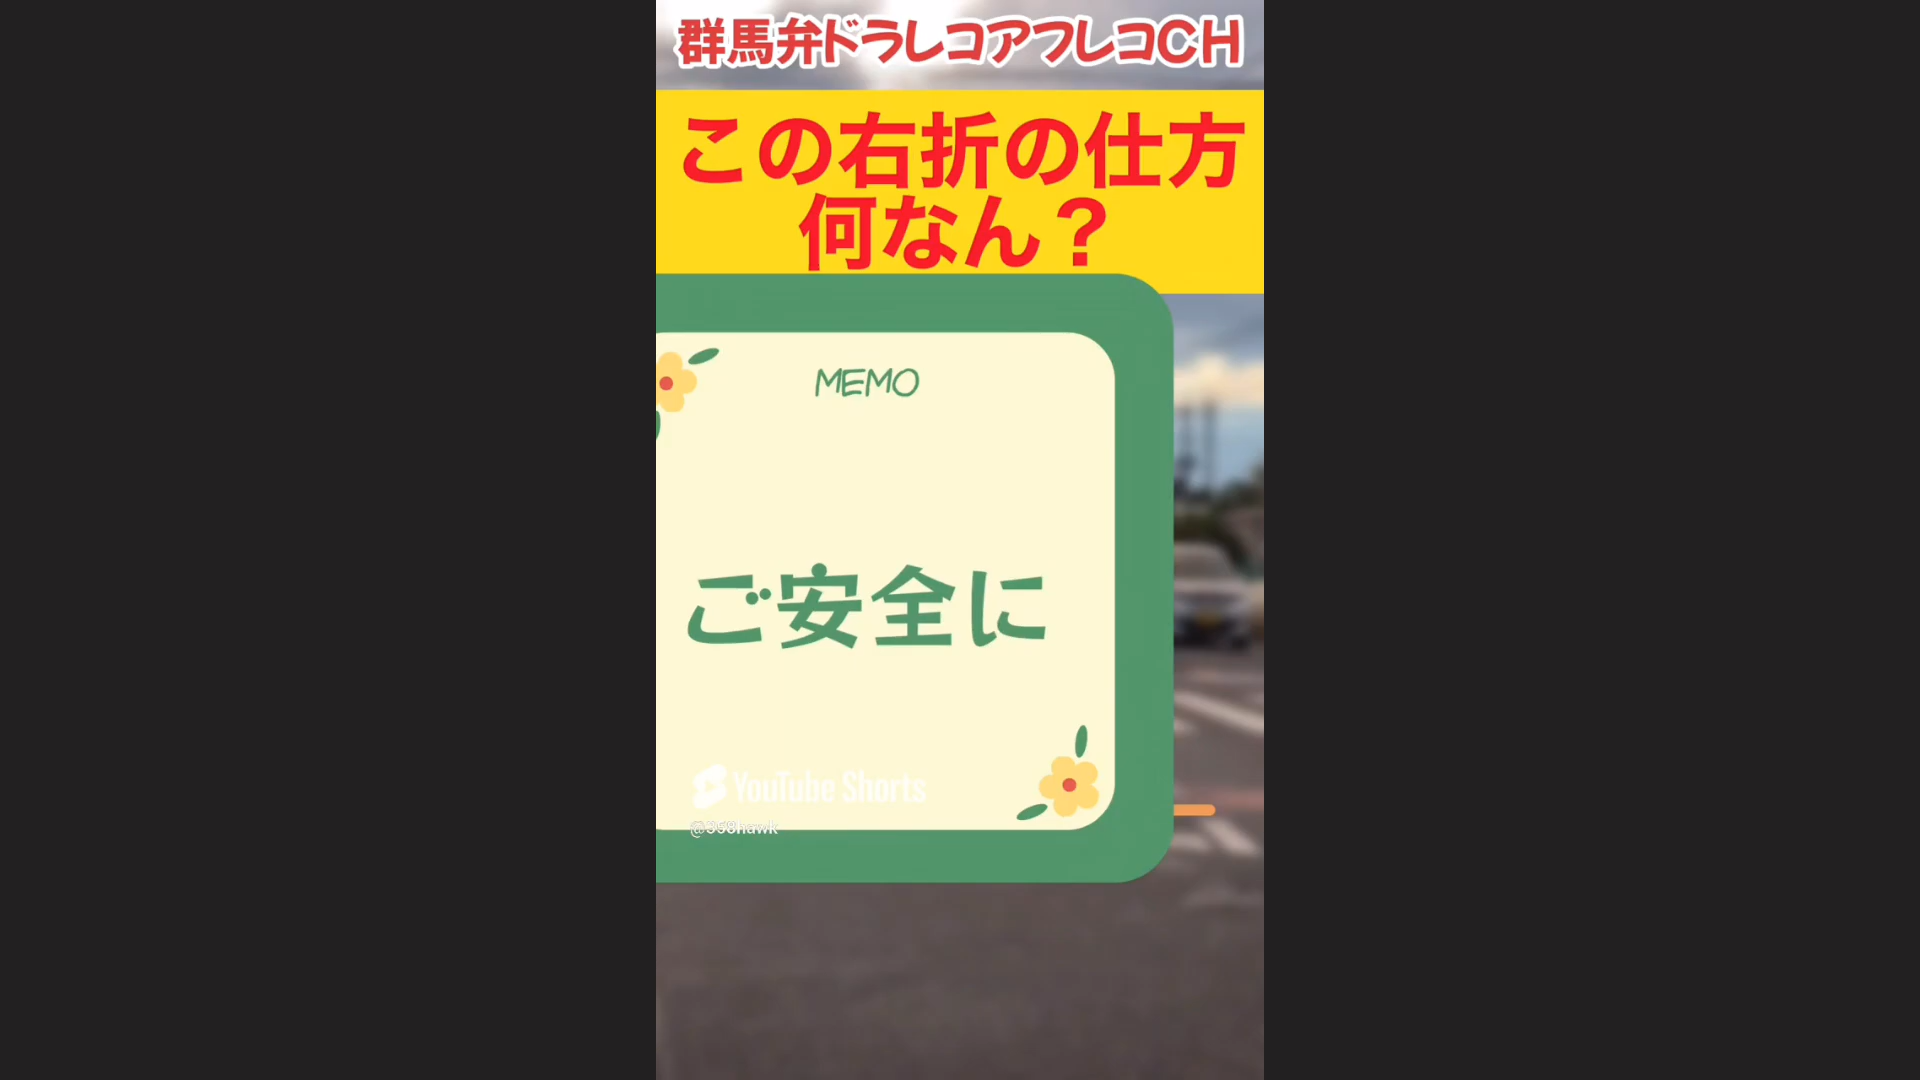 群馬弁ドラレコアフレコCH
この右折の仕方
何なん？
MEMO
ご安全に
YouTube Shorts